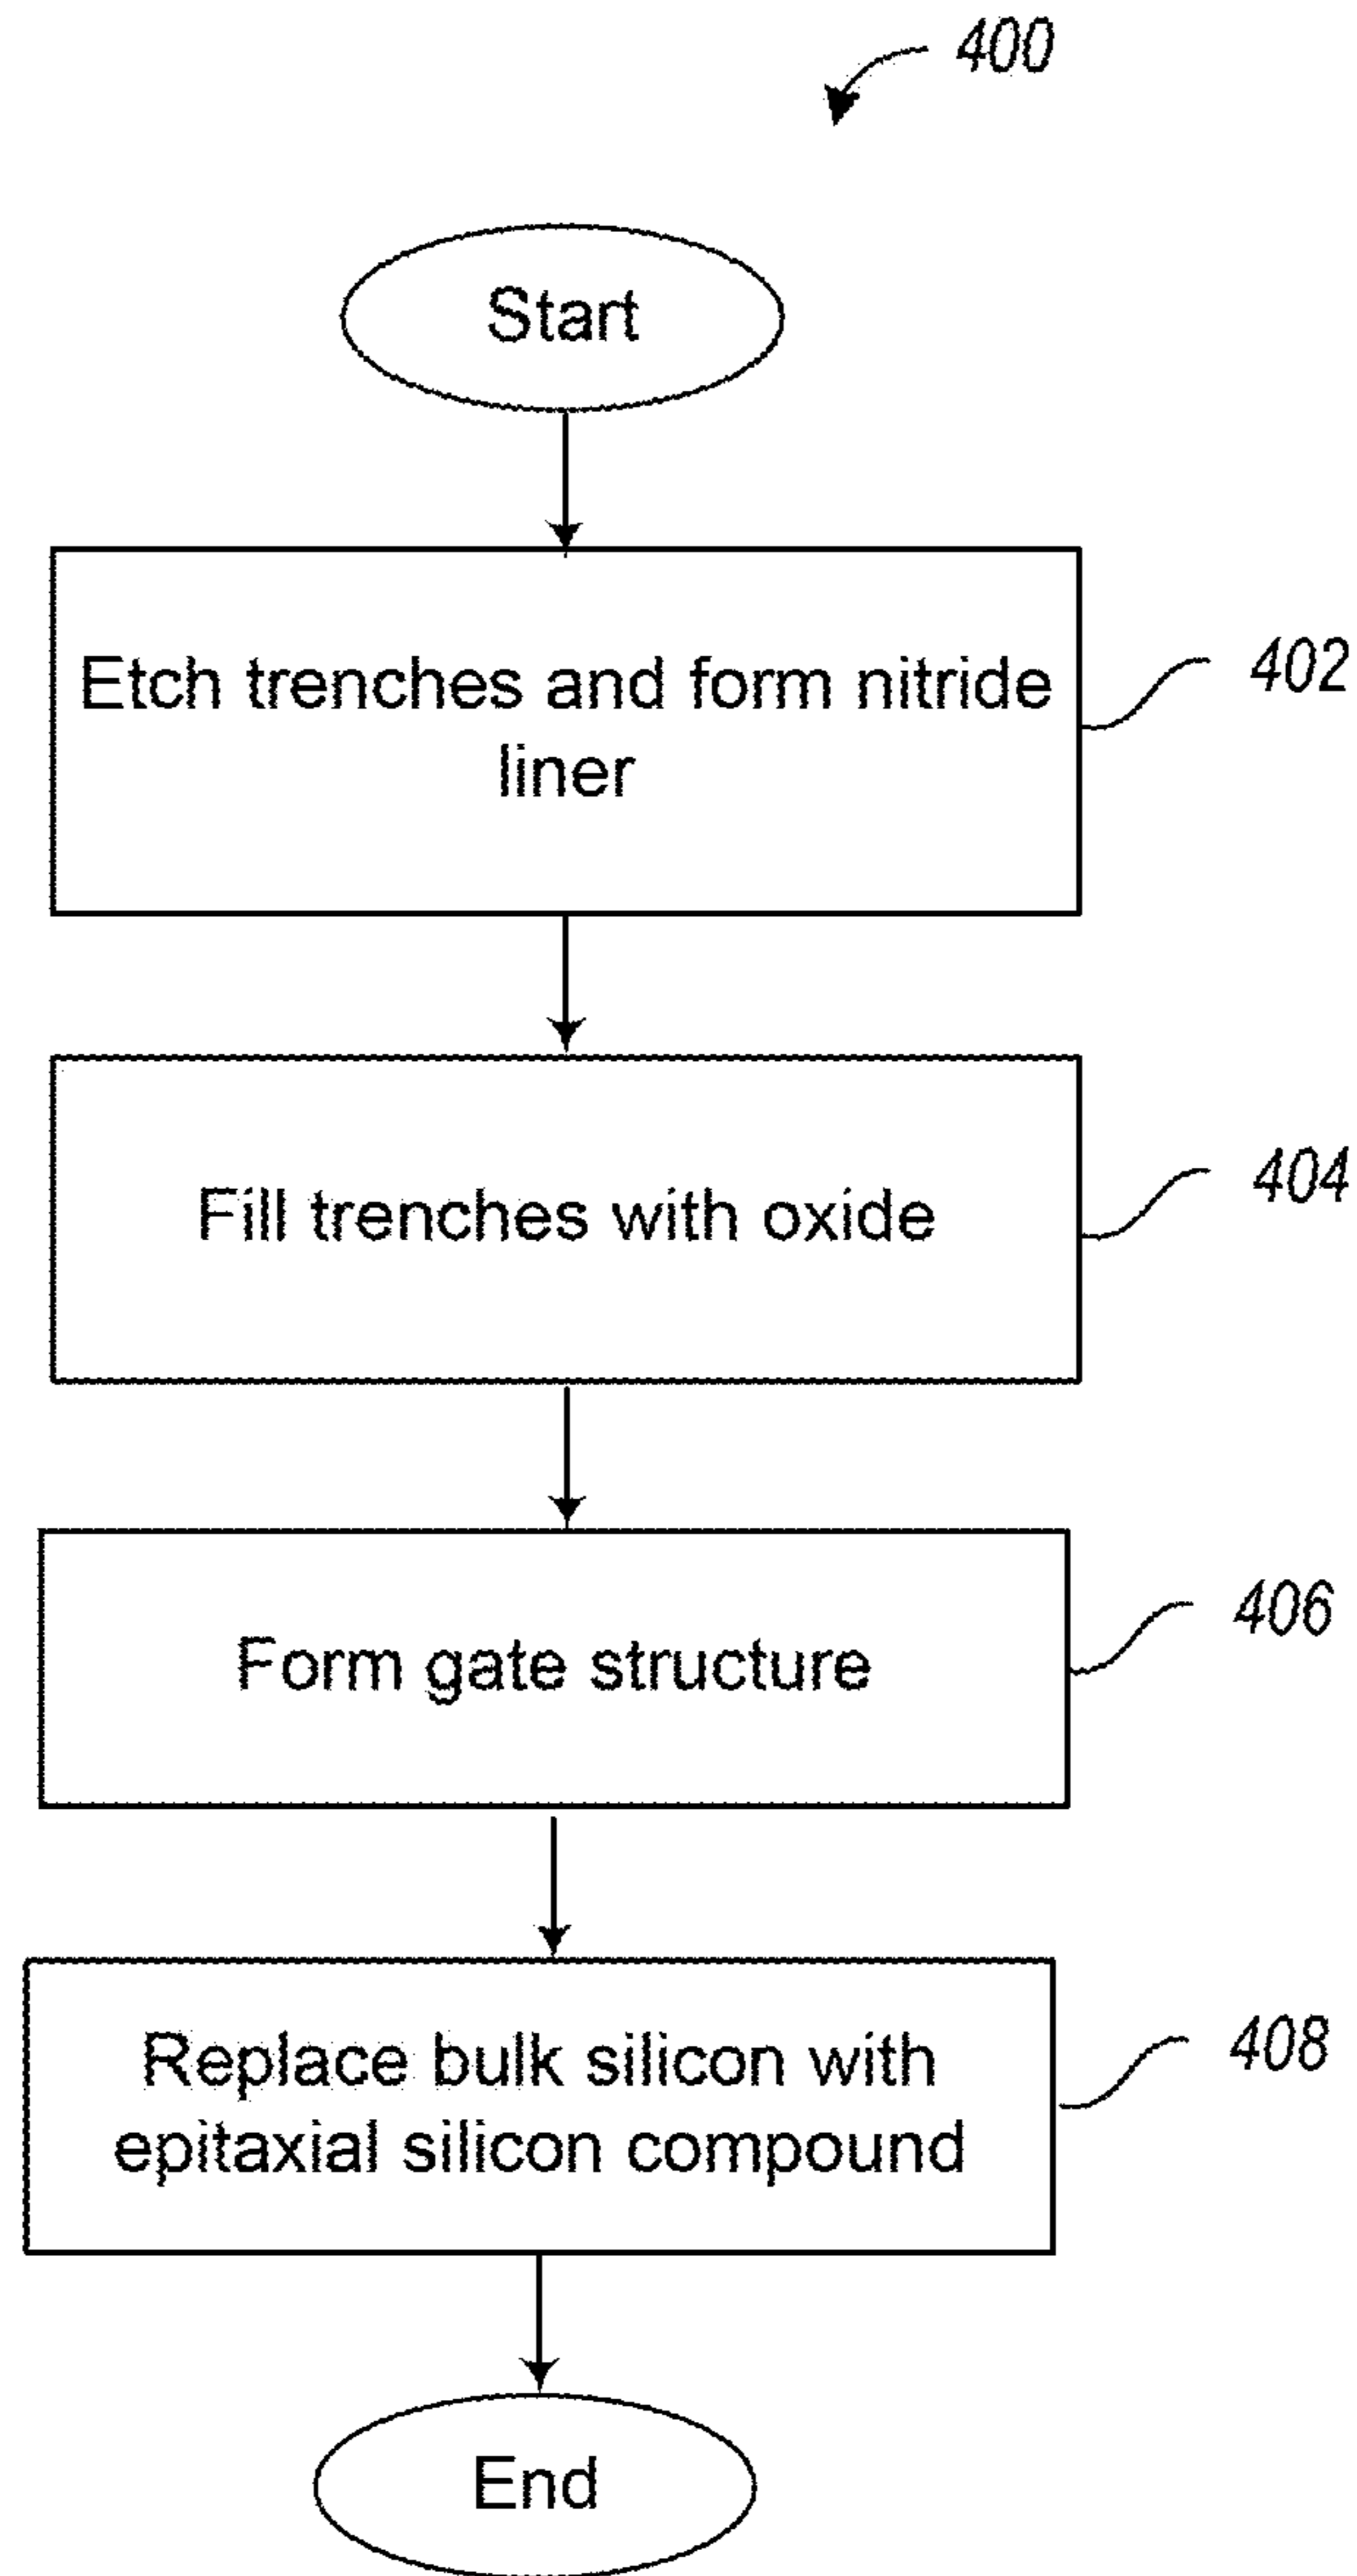 400
Start
Etch trenches and form nitride
liner
402
Fill trenches with oxide
404
Form gate structure
406
Replace bulk silicon with
epitaxial silicon compound
408
End